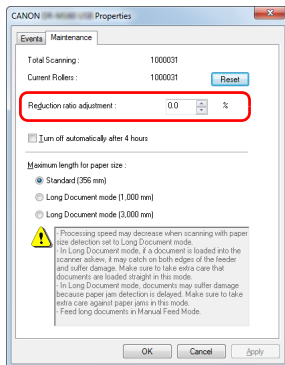 CANON Properties
Events Maintenance
Total Scanning : 1000031
Current Rollers : 1000031 Reset
Reduction ratio adjustment : 0.0 %
Turn off automatically after 4 hours
Maximum length for paper size :
Standard (356 mm)
Long Document mode (1,000 mm)
Long Document mode (3,000 mm)
- Processing speed may decrease when scanning with paper
size detection set to Long Document mode.
- In Long Document mode, if a document is loaded into the
scanner askew, it may catch on both edges of the feeder
and suffer damage. Make sure to take extra care that
documents are loaded straight in this mode.
- In Long Document mode, documents may suffer damage
because paper jam detection is delayed. Make sure to take
extra care against paper jams in this mode.
- Feed long documents in Manual Feed Mode.
OK Cancel Apply